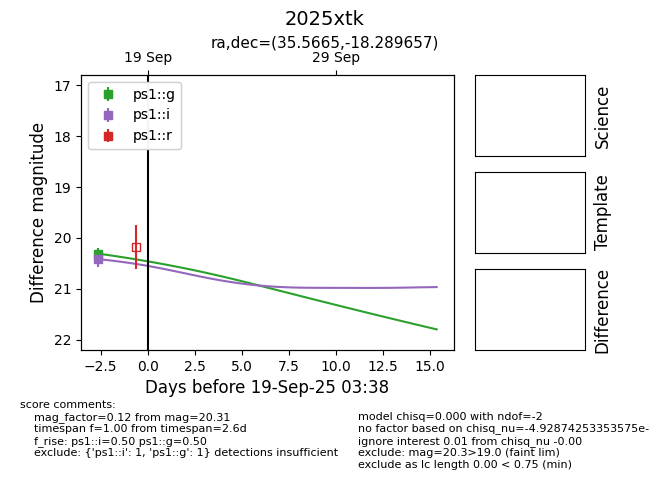 2025xtk
ra,dec=(35.5665,-18.289657)
19 Sep
29 Sep
17
18
19
20
21
22
Difference magnitude
ps1::g
ps1::i
ps1::r
−2.5
0.0
2.5
5.0
7.5
10.0
12.5
15.0
Days before 19-Sep-25 03:38
Science
Template
Difference
score comments:
mag_factor=0.12 from mag=20.31
timespan f=1.00 from timespan=2.6d
f_rise: ps1::i=0.50 ps1::g=0.50
exclude: {'ps1::i': 1, 'ps1::g': 1} detections insufficient
model chisq=0.000 with ndof=-2
no factor based on chisq_nu=-4.92874253353575e-
ignore interest 0.01 from chisq_nu -0.00
exclude: mag=20.3>19.0 (faint lim)
exclude as lc length 0.00 < 0.75 (min)